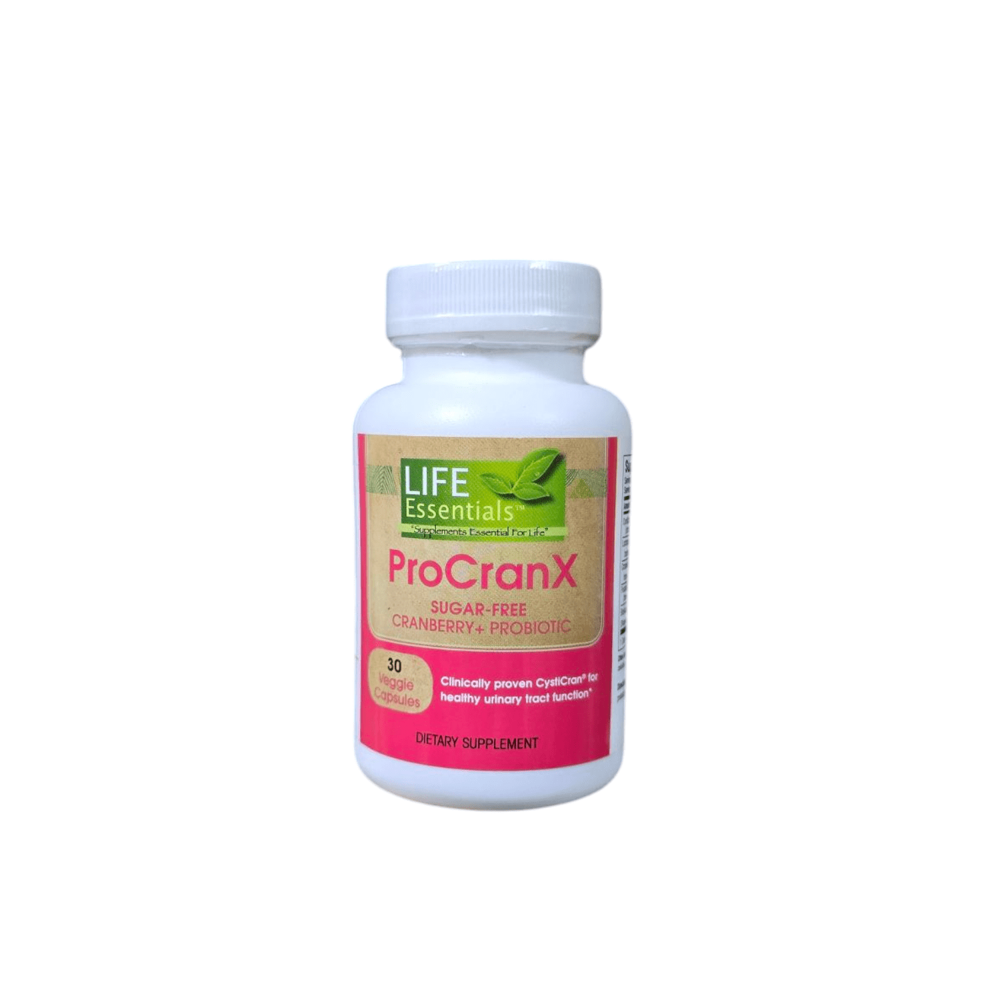 LIFE
Essentials™
"Supplements Essential For Life"
ProCranX
SUGAR-FREE
CRANBERRY+ PROBIOTIC
30
Veggie
Capsules
Clinically proven CystiCran® for
healthy urinary tract function*
DIETARY SUPPLEMENT